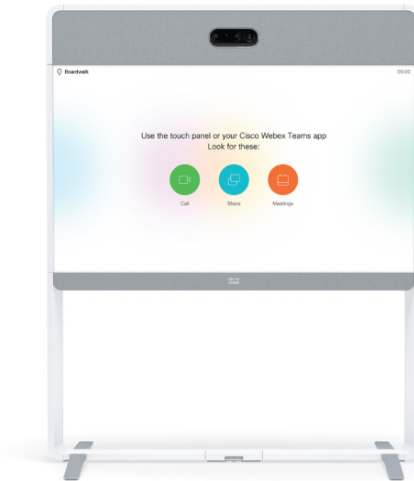 Boardwalk
00:00
Use the touch panel or your Cisco Webex Teams app
Look for these:
Call
Share
Meetings
CISCO